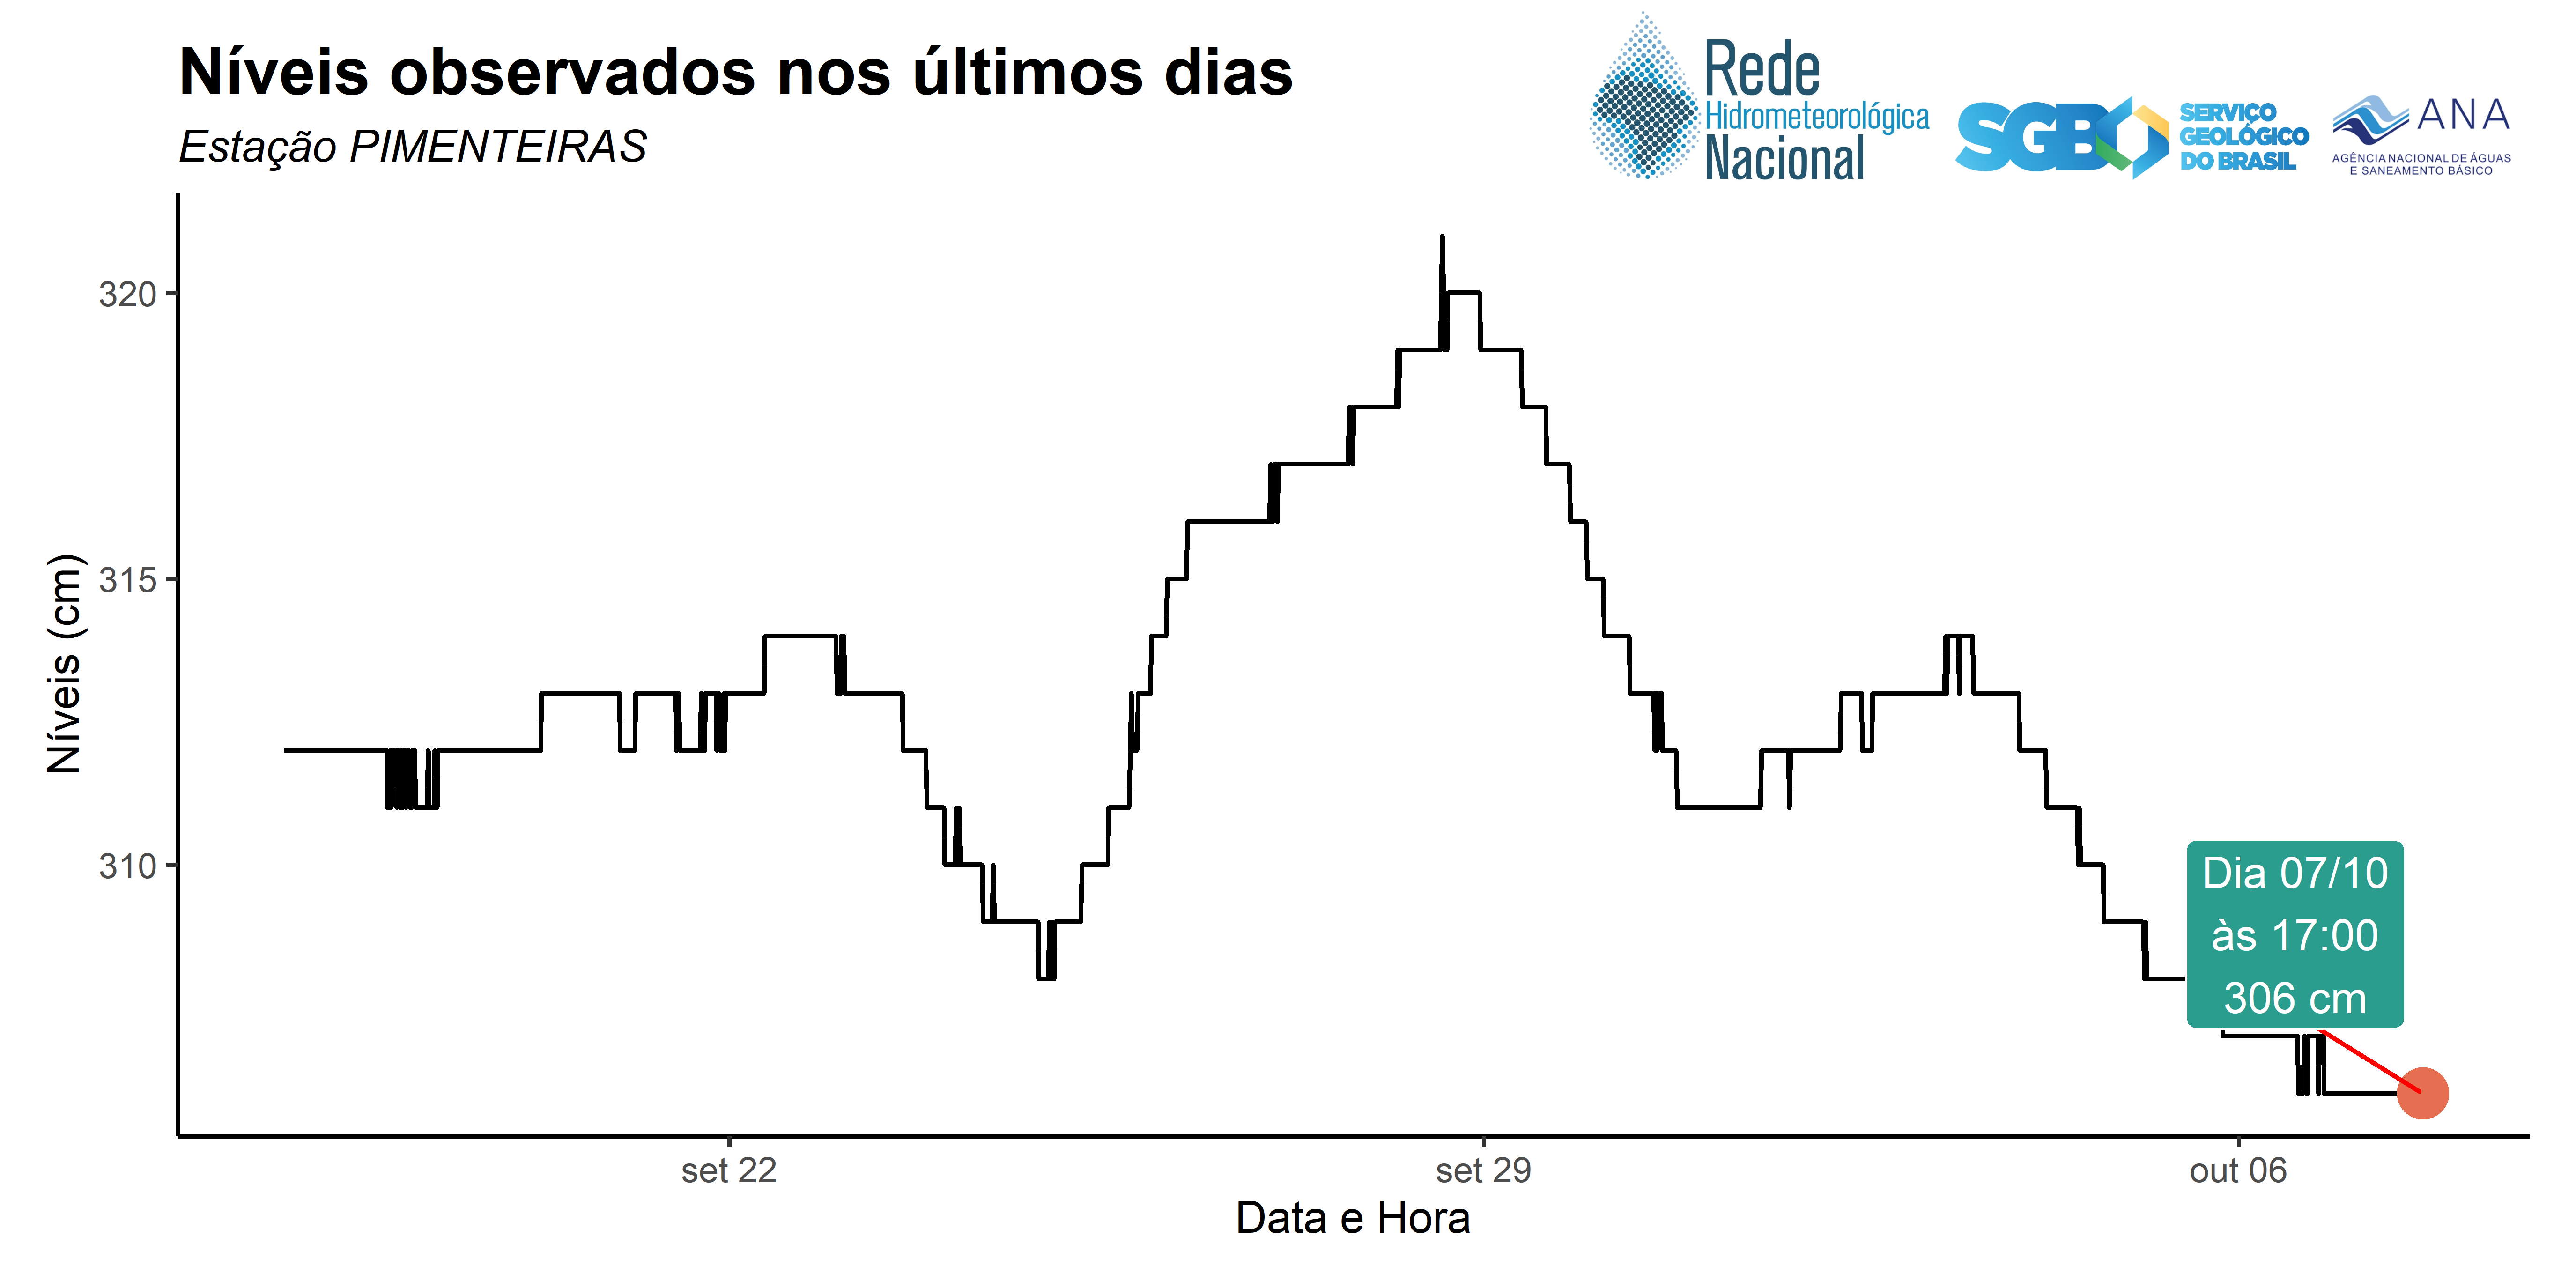 Níveis observados nos últimos dias
Estação PIMENTEIRAS
Rede
Hidrometeorológica
Nacional
SGB
SERVIÇO
GEOLÓGICO
DO BRASIL
ANA
AGÊNCIA NACIONAL DE ÁGUAS
E SANEAMENTO BÁSICO
Níveis (cm)
320
315
310
Dia 07/10
às 17:00
306 cm
set 22
set 29
out 06
Data e Hora